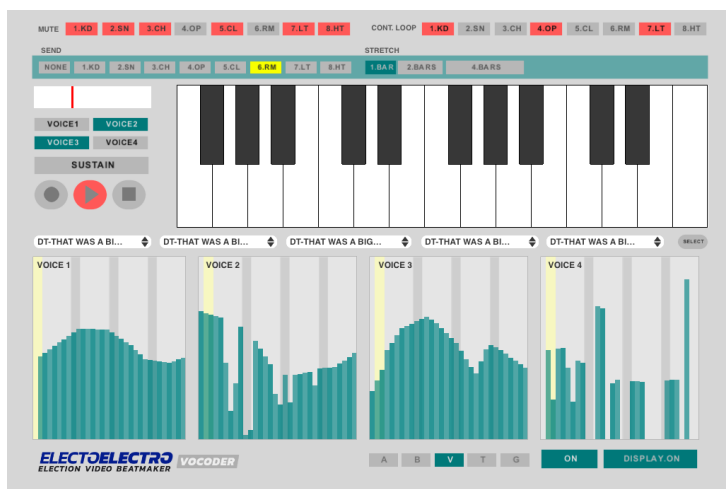 MUTE 1.KD 2.SN 3.CH 4.OP 5.CL 6.RM 7.LT 8.HT CONT. LOOP 1.KD 2.SN 3.CH 4.OP 5.CL 6.RM 7.LT 8.HT
SEND STRETCH
NONE 1.KD 2.SN 3.CH 4.OP 5.CL 6.RM 7.LT 8.HT 1.BAR 2.BARS 4.BARS
VOICE1 VOICE2
VOICE3 VOICE4
SUSTAIN
DT-THAT WAS A BI... DT-THAT WAS A BI... DT-THAT WAS A BIG... DT-THAT WAS A BI... DT-THAT WAS A BI... SELECT
VOICE 1 VOICE 2 VOICE 3 VOICE 4
ELECTOELECTRO VOCODER A B V T G ON DISPLAY.ON
ELECTION VIDEO BEATMAKER